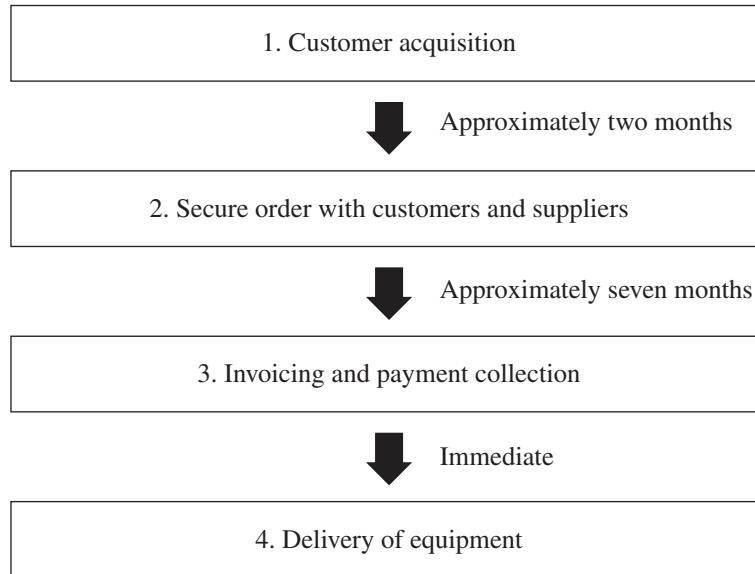 1. Customer acquisition
Approximately two months
2. Secure order with customers and suppliers
Approximately seven months
3. Invoicing and payment collection
Immediate
4. Delivery of equipment